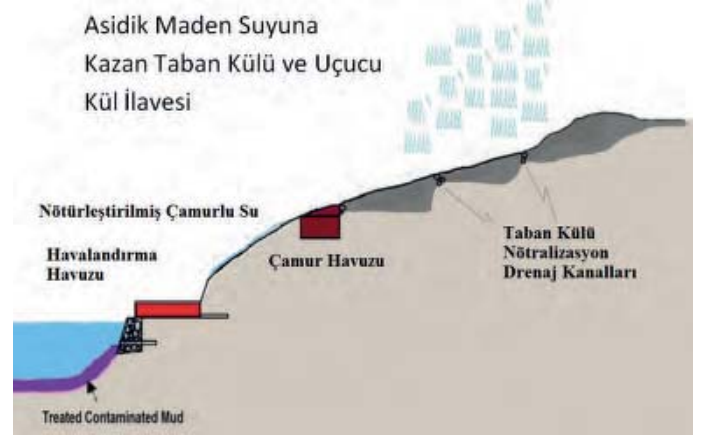 Asidik Maden Suyuna
Kazan Taban Külü ve Uçucu
Kül İlavesi
Nötürleştirilmiş Çamurlu Su
Havalandırma
Havuzu
Çamur Havuzu
Taban Külü
Nötralizasyon
Drenaj Kanalları
Treated Contaminated Mud